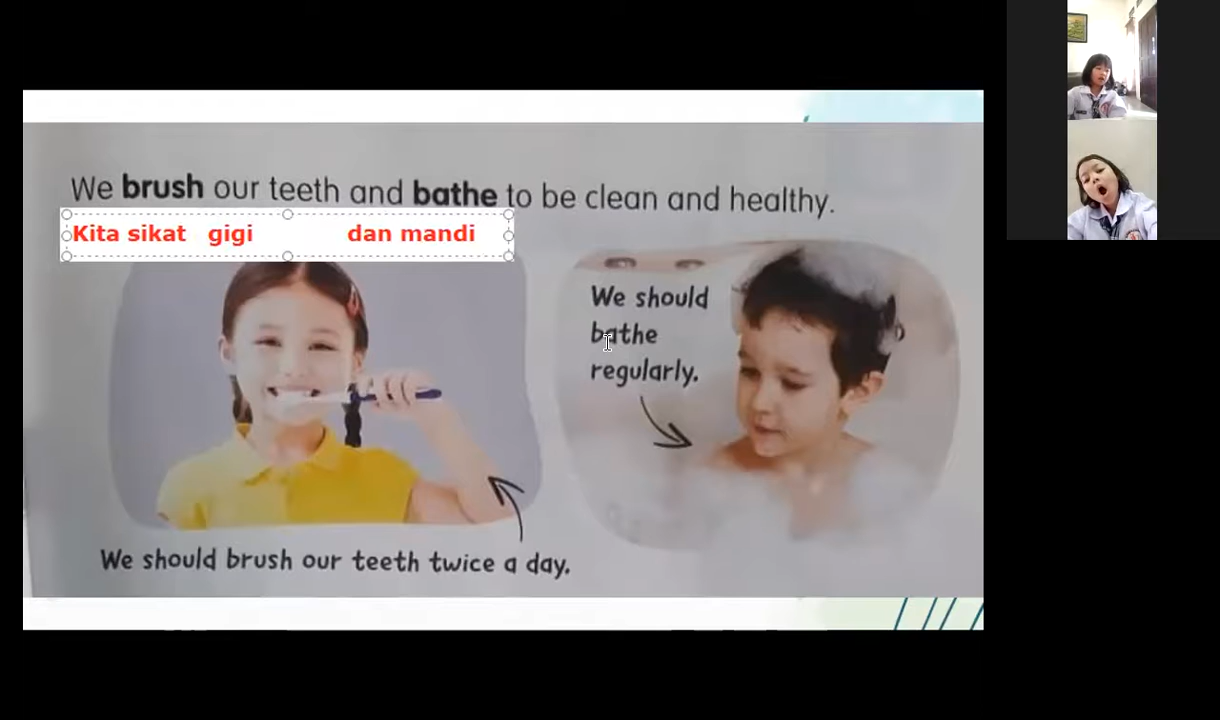 We brush our teeth and bathe to be clean and healthy.
Kita sikat gigi dan mandi
We should
bathe
regularly.
We should brush our teeth twice a day.